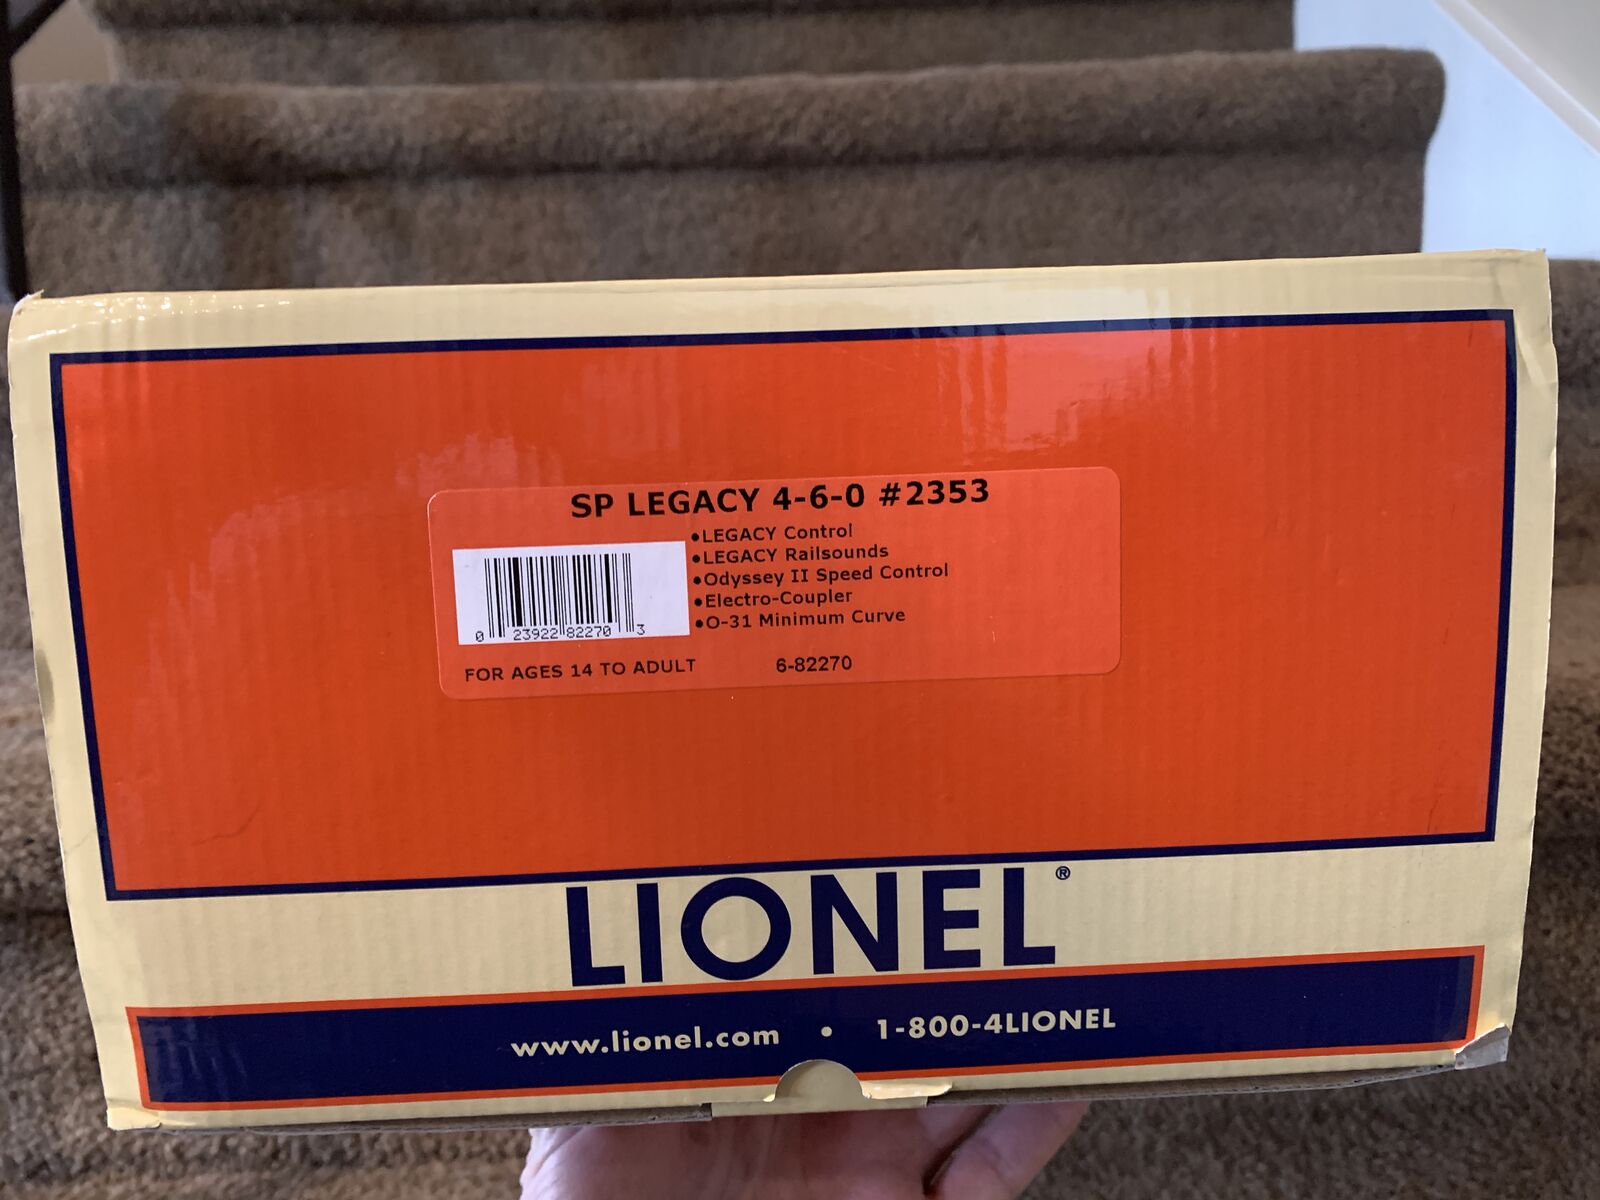 SP LEGACY 4-6-0 #2353
•LEGACY Control
•LEGACY Railsounds
•Odyssey II Speed Control
•Electro-Coupler
•O-31 Minimum Curve
0 23922 82270 3
FOR AGES 14 TO ADULT 6-82270
LIONEL®
www.lionel.com • 1-800-4LIONEL